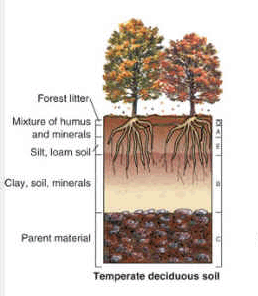 Forest litter
Mixture of humus
and minerals
Silt, loam soil
Clay, soil, minerals
Parent material
A
E
B
C
Temperate deciduous soil